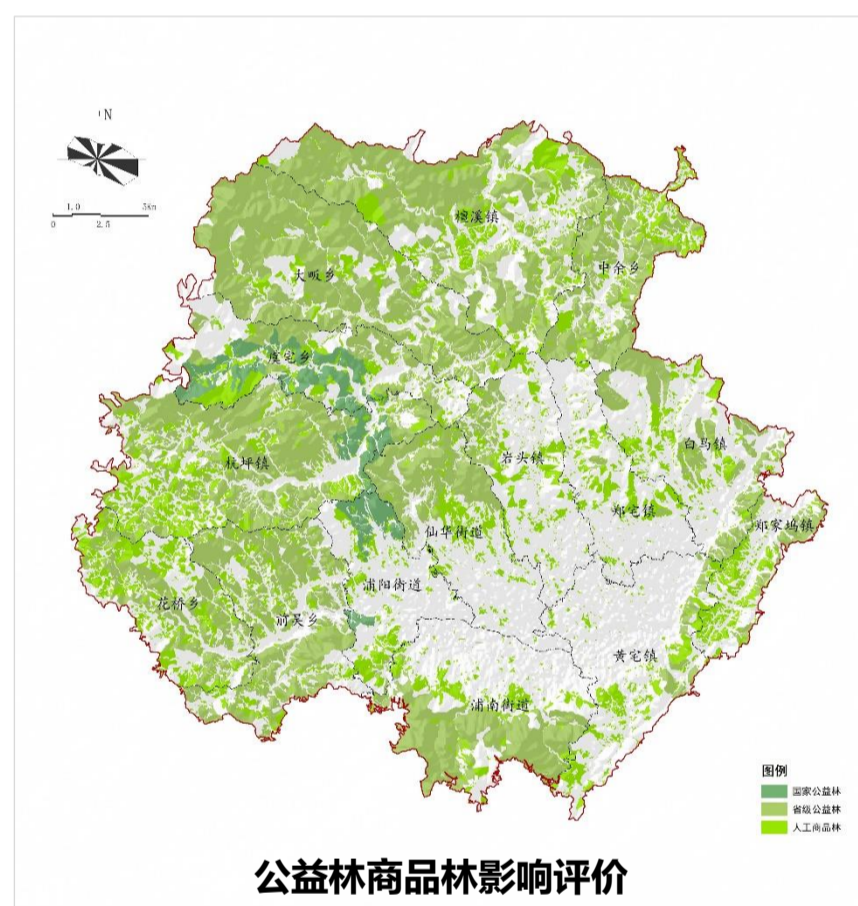 N
1.0 5Km
0 2.5
檀溪镇
中余乡
大畈乡
虞宅乡
杭坪镇
岩头镇
白马镇
郑宅镇
郑家坞镇
仙华街道
浦阳街道
花桥乡
前吴乡
黄宅镇
浦南街道
图例
国家公益林
省级公益林
人工商品林
公益林商品林影响评价